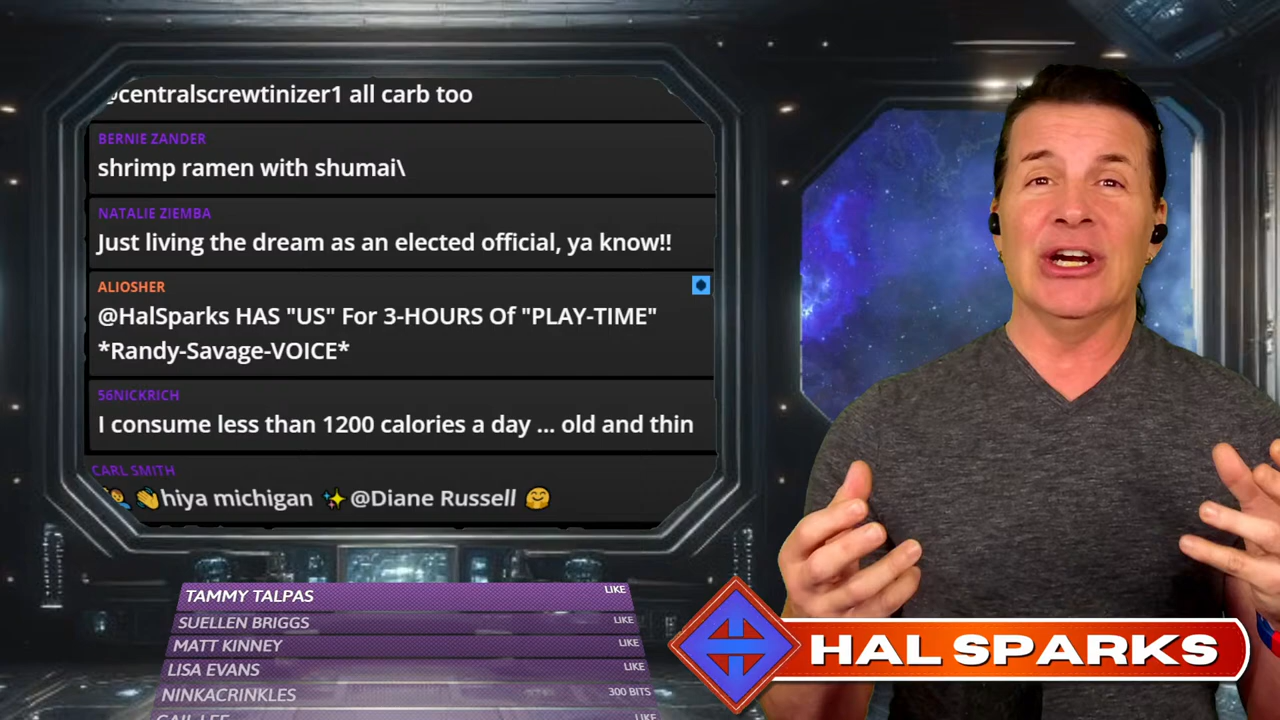 @centralscrewtinizer1 all carb too
BERNIE ZANDER
shrimp ramen with shumai\
NATALIE ZIEMBA
Just living the dream as an elected official, ya know!!
ALIOSHER
@HalSparks HAS "US" For 3-HOURS Of "PLAY-TIME"
*Randy-Savage-VOICE*
56NICKRICH
I consume less than 1200 calories a day ... old and thin
CARL SMITH
🙋‍♂️ 👋hiya michigan ✨@Diane Russell 🤗
TAMMY TALPAS LIKE
SUELLEN BRIGGS LIKE
MATT KINNEY LIKE
LISA EVANS LIKE
NINKACRINKLES 300 BITS
GAIL LEE LIKE
HAL SPARKS